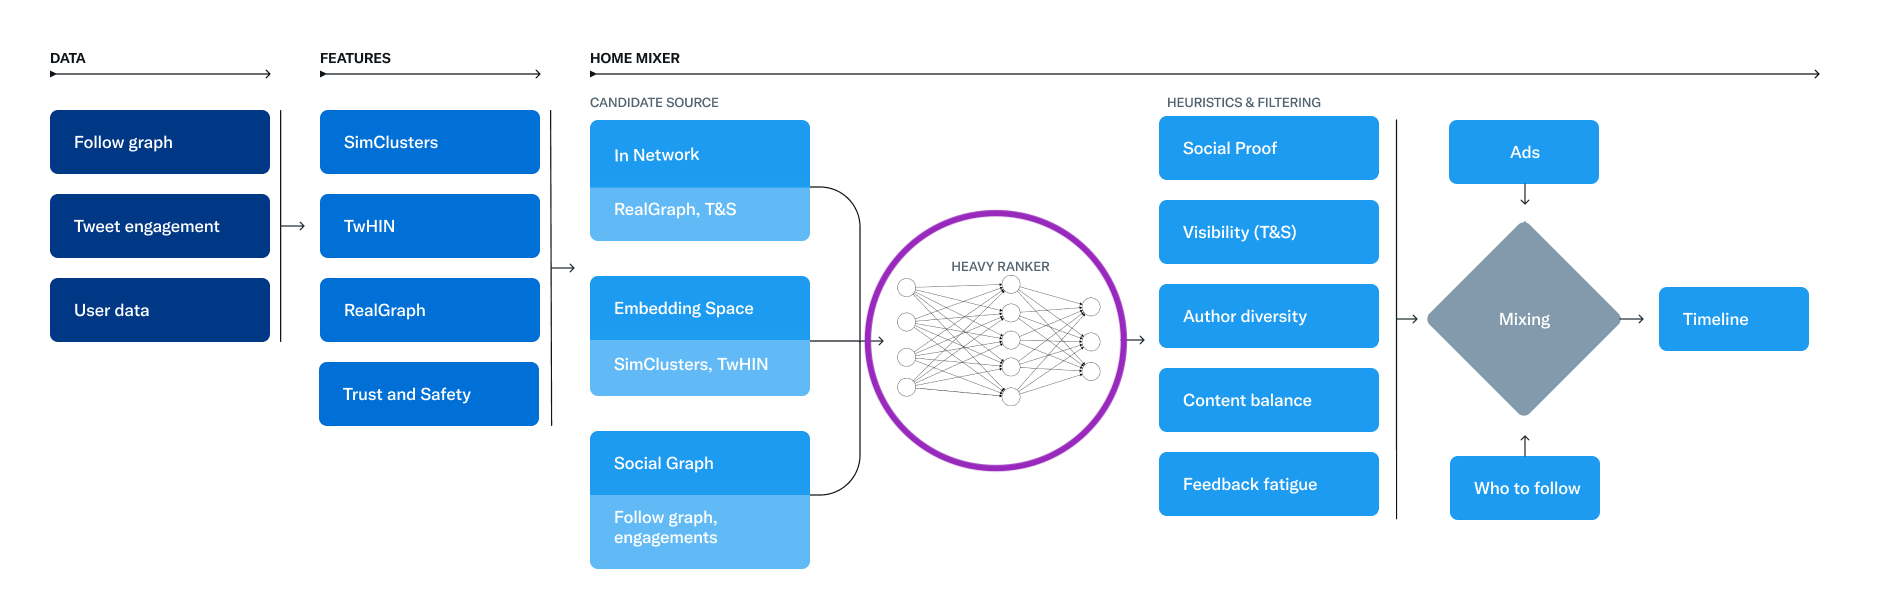 DATA
Follow graph
Tweet engagement
User data
FEATURES
SimClusters
TwHIN
RealGraph
Trust and Safety
HOME MIXER
CANDIDATE SOURCE
In Network
RealGraph, T&S
Embedding Space
SimClusters, TwHIN
Social Graph
Follow graph,
engagements
HEAVY RANKER
HEURISTICS & FILTERING
Social Proof
Visibility (T&S)
Author diversity
Content balance
Feedback fatigue
Ads
Mixing
Who to follow
Timeline